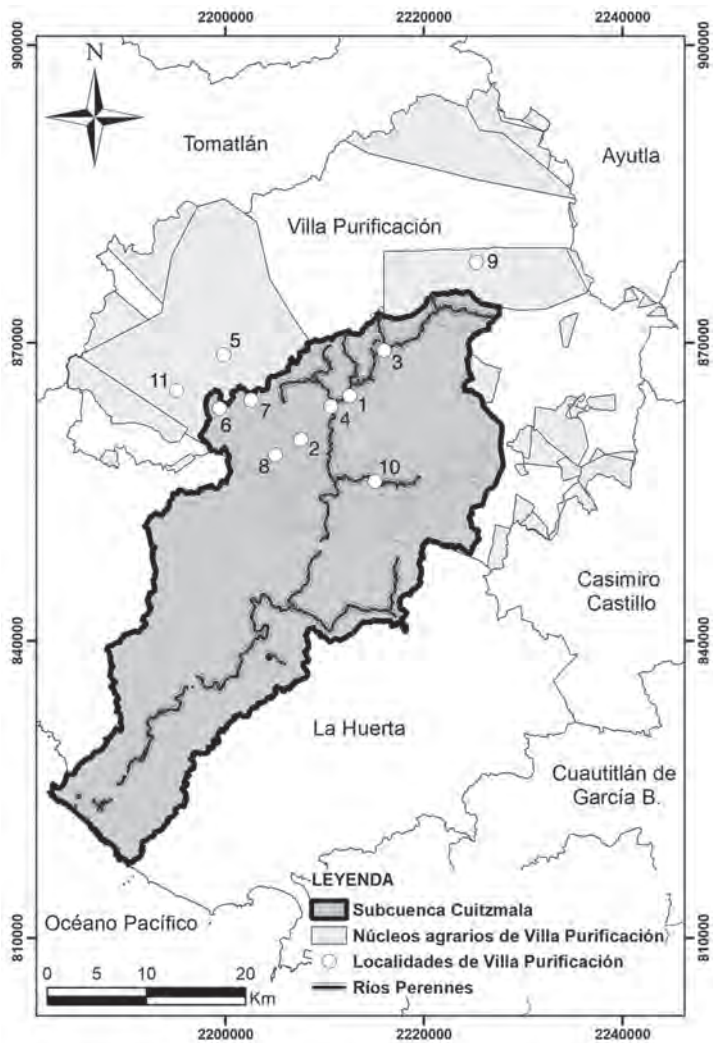 2200000 2220000 2240000
900000 900000
N
Tomatlán
Ayutla
Villa Purificación
9
870000 870000
5
3
11
1
6
7
4
2
8
10
Casimiro
Castillo
840000 840000
La Huerta
Cuautitlán de
García B.
LEYENDA
Subcuenca Cuitzmala
Núcleos agrarios de Villa Purificación
Localidades de Villa Purificación
Ríos Perennes
Océano Pacífico
810000 810000
0 5 10 20
Km
2200000 2220000 2240000